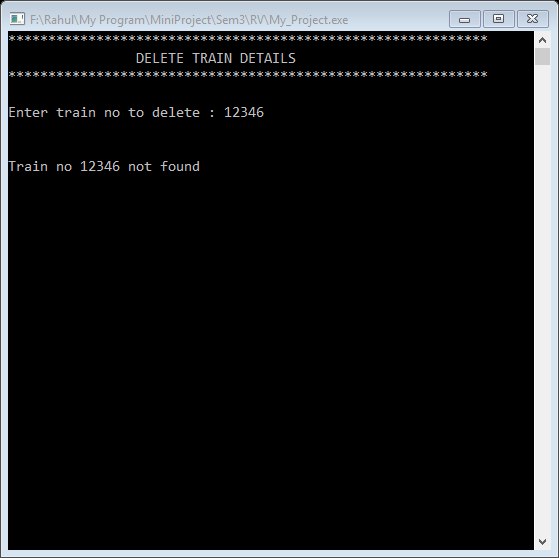 F:\Rahul\My Program\MiniProject\Sem3\RV\My_Project.exe
************************************************************
DELETE TRAIN DETAILS
************************************************************
Enter train no to delete : 12346
Train no 12346 not found